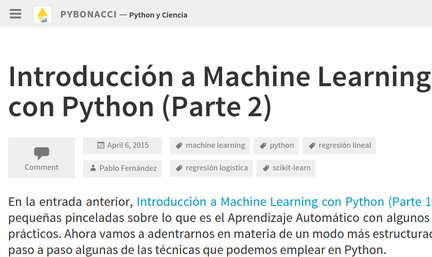 PYBONACCI — Python y Ciencia
Introducción a Machine Learning
con Python (Parte 2)
April 6, 2015 machine learning python regresión lineal
Comment Pablo Fernández regresión logística scikit-learn
En la entrada anterior, Introducción a Machine Learning con Python (Parte 1
pequeñas pinceladas sobre lo que es el Aprendizaje Automático con algunos
prácticos. Ahora vamos a adentrarnos en materia de un modo más
paso a paso algunas de las técnicas que podemos emplear en Python.